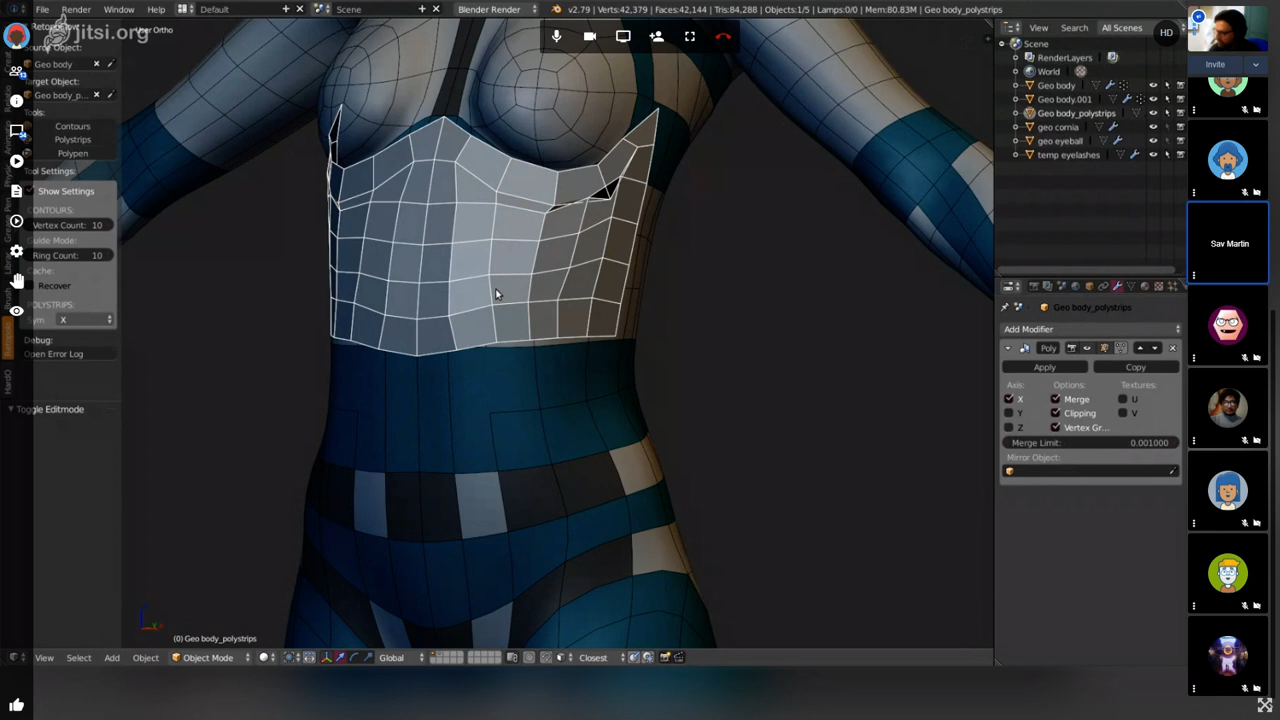 File Render Window Help Default Scene Blender Render v2.79 | Verts:42,379 | Faces:42,144 | Tris:84,288 | Objects:1/5 | Lamps:0/0 | Mem:80.83M | Geo body_polystrips
jitsi.org
User Ortho
Source Object:
Geo body
Target Object:
Geo body_p...
Tools:
Contours
Polystrips
Polypen
Tool Settings:
Show Settings
CONTOURS:
Vertex Count: 10
Guide Mode:
Ring Count: 10
Cache:
Recover
POLYSTRIPS:
Sym X
Debug:
Open Error Log
Toggle Editmode
(0) Geo body_polystrips
View Select Add Object Object Mode Global Closest
View Search All Scenes
HD
Scene
RenderLayers
World
Geo body
Geo body.001
Geo body_polystrips
geo cornia
geo eyeball
temp eyelashes
Geo body_polystrips
Add Modifier
Poly
Apply Copy
Axis: Options: Textures:
X Merge U
Y Clipping V
Z Vertex Gr...
Merge Limit: 0.001000
Mirror Object:
Invite
Sav Martin